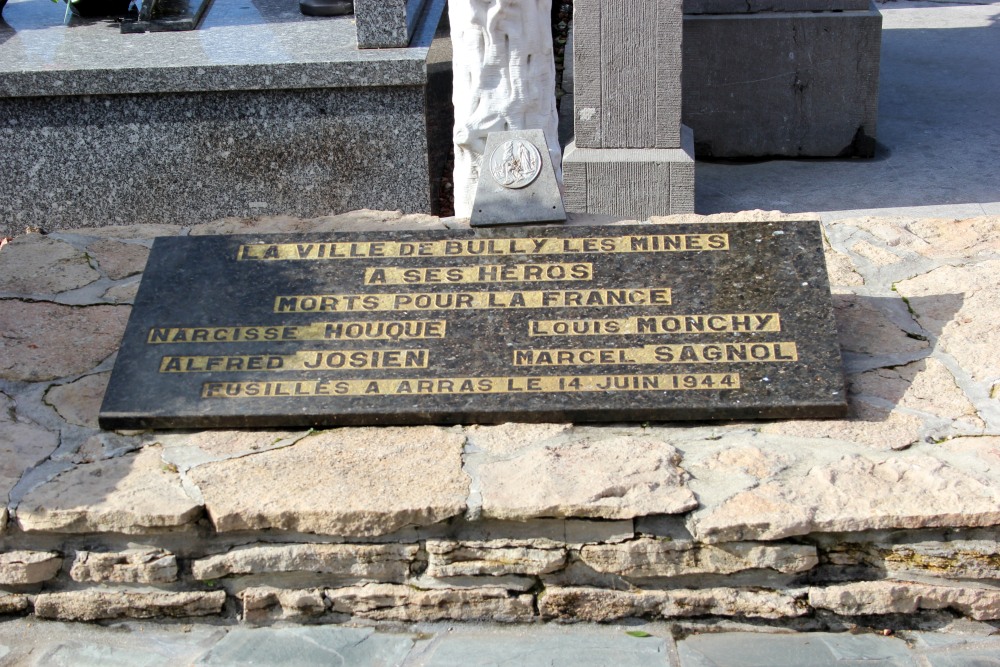 LA VILLE DE BULLY LES MINES
A SES HÉROS
MORTS POUR LA FRANCE
NARCISSE HOUQUE LOUIS MONCHY
ALFRED JOSIEN MARCEL SAGNOL
FUSILLÉS A ARRAS LE 14 JUIN 1944